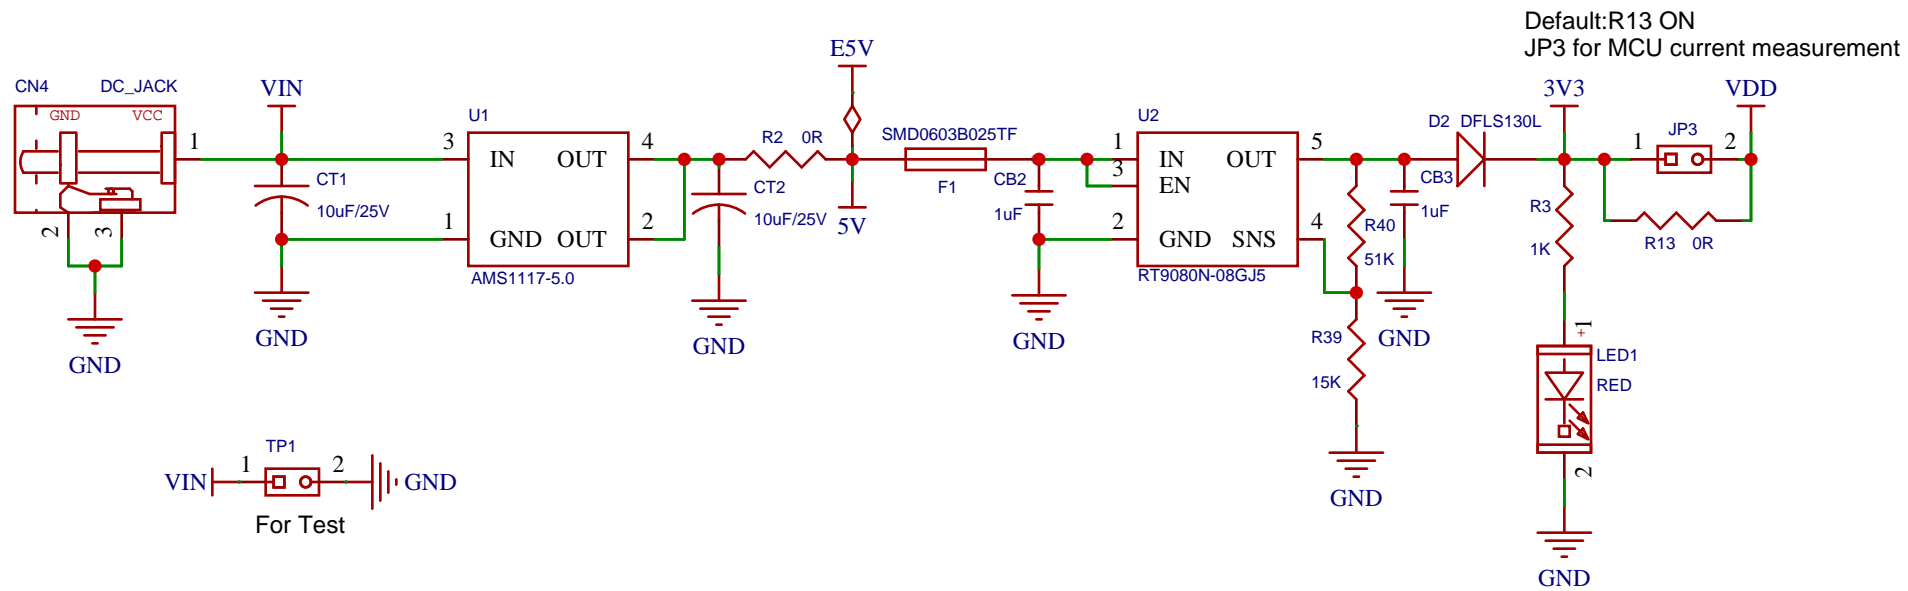 Default:R13 ON
JP3 for MCU current measurement
CN4 DC_JACK
GND VCC
1
2
3
GND
VIN
CT1
10uF/25V
GND
U1
3 IN OUT 4
1 GND OUT 2
AMS1117-5.0
CT2
10uF/25V
GND
R2 0R
E5V
5V
SMD0603B025TF
F1
CB2
1uF
GND
U2
1 IN OUT 5
3 EN
2 GND SNS 4
RT9080N-08GJ5
R40
51K
R39
15K
GND
CB3
1uF
GND
D2 DFLS130L
3V3
VDD
1 JP3 2
R13 0R
R3
1K
+1
LED1
RED
2
GND
TP1
VIN 1 2 GND
For Test